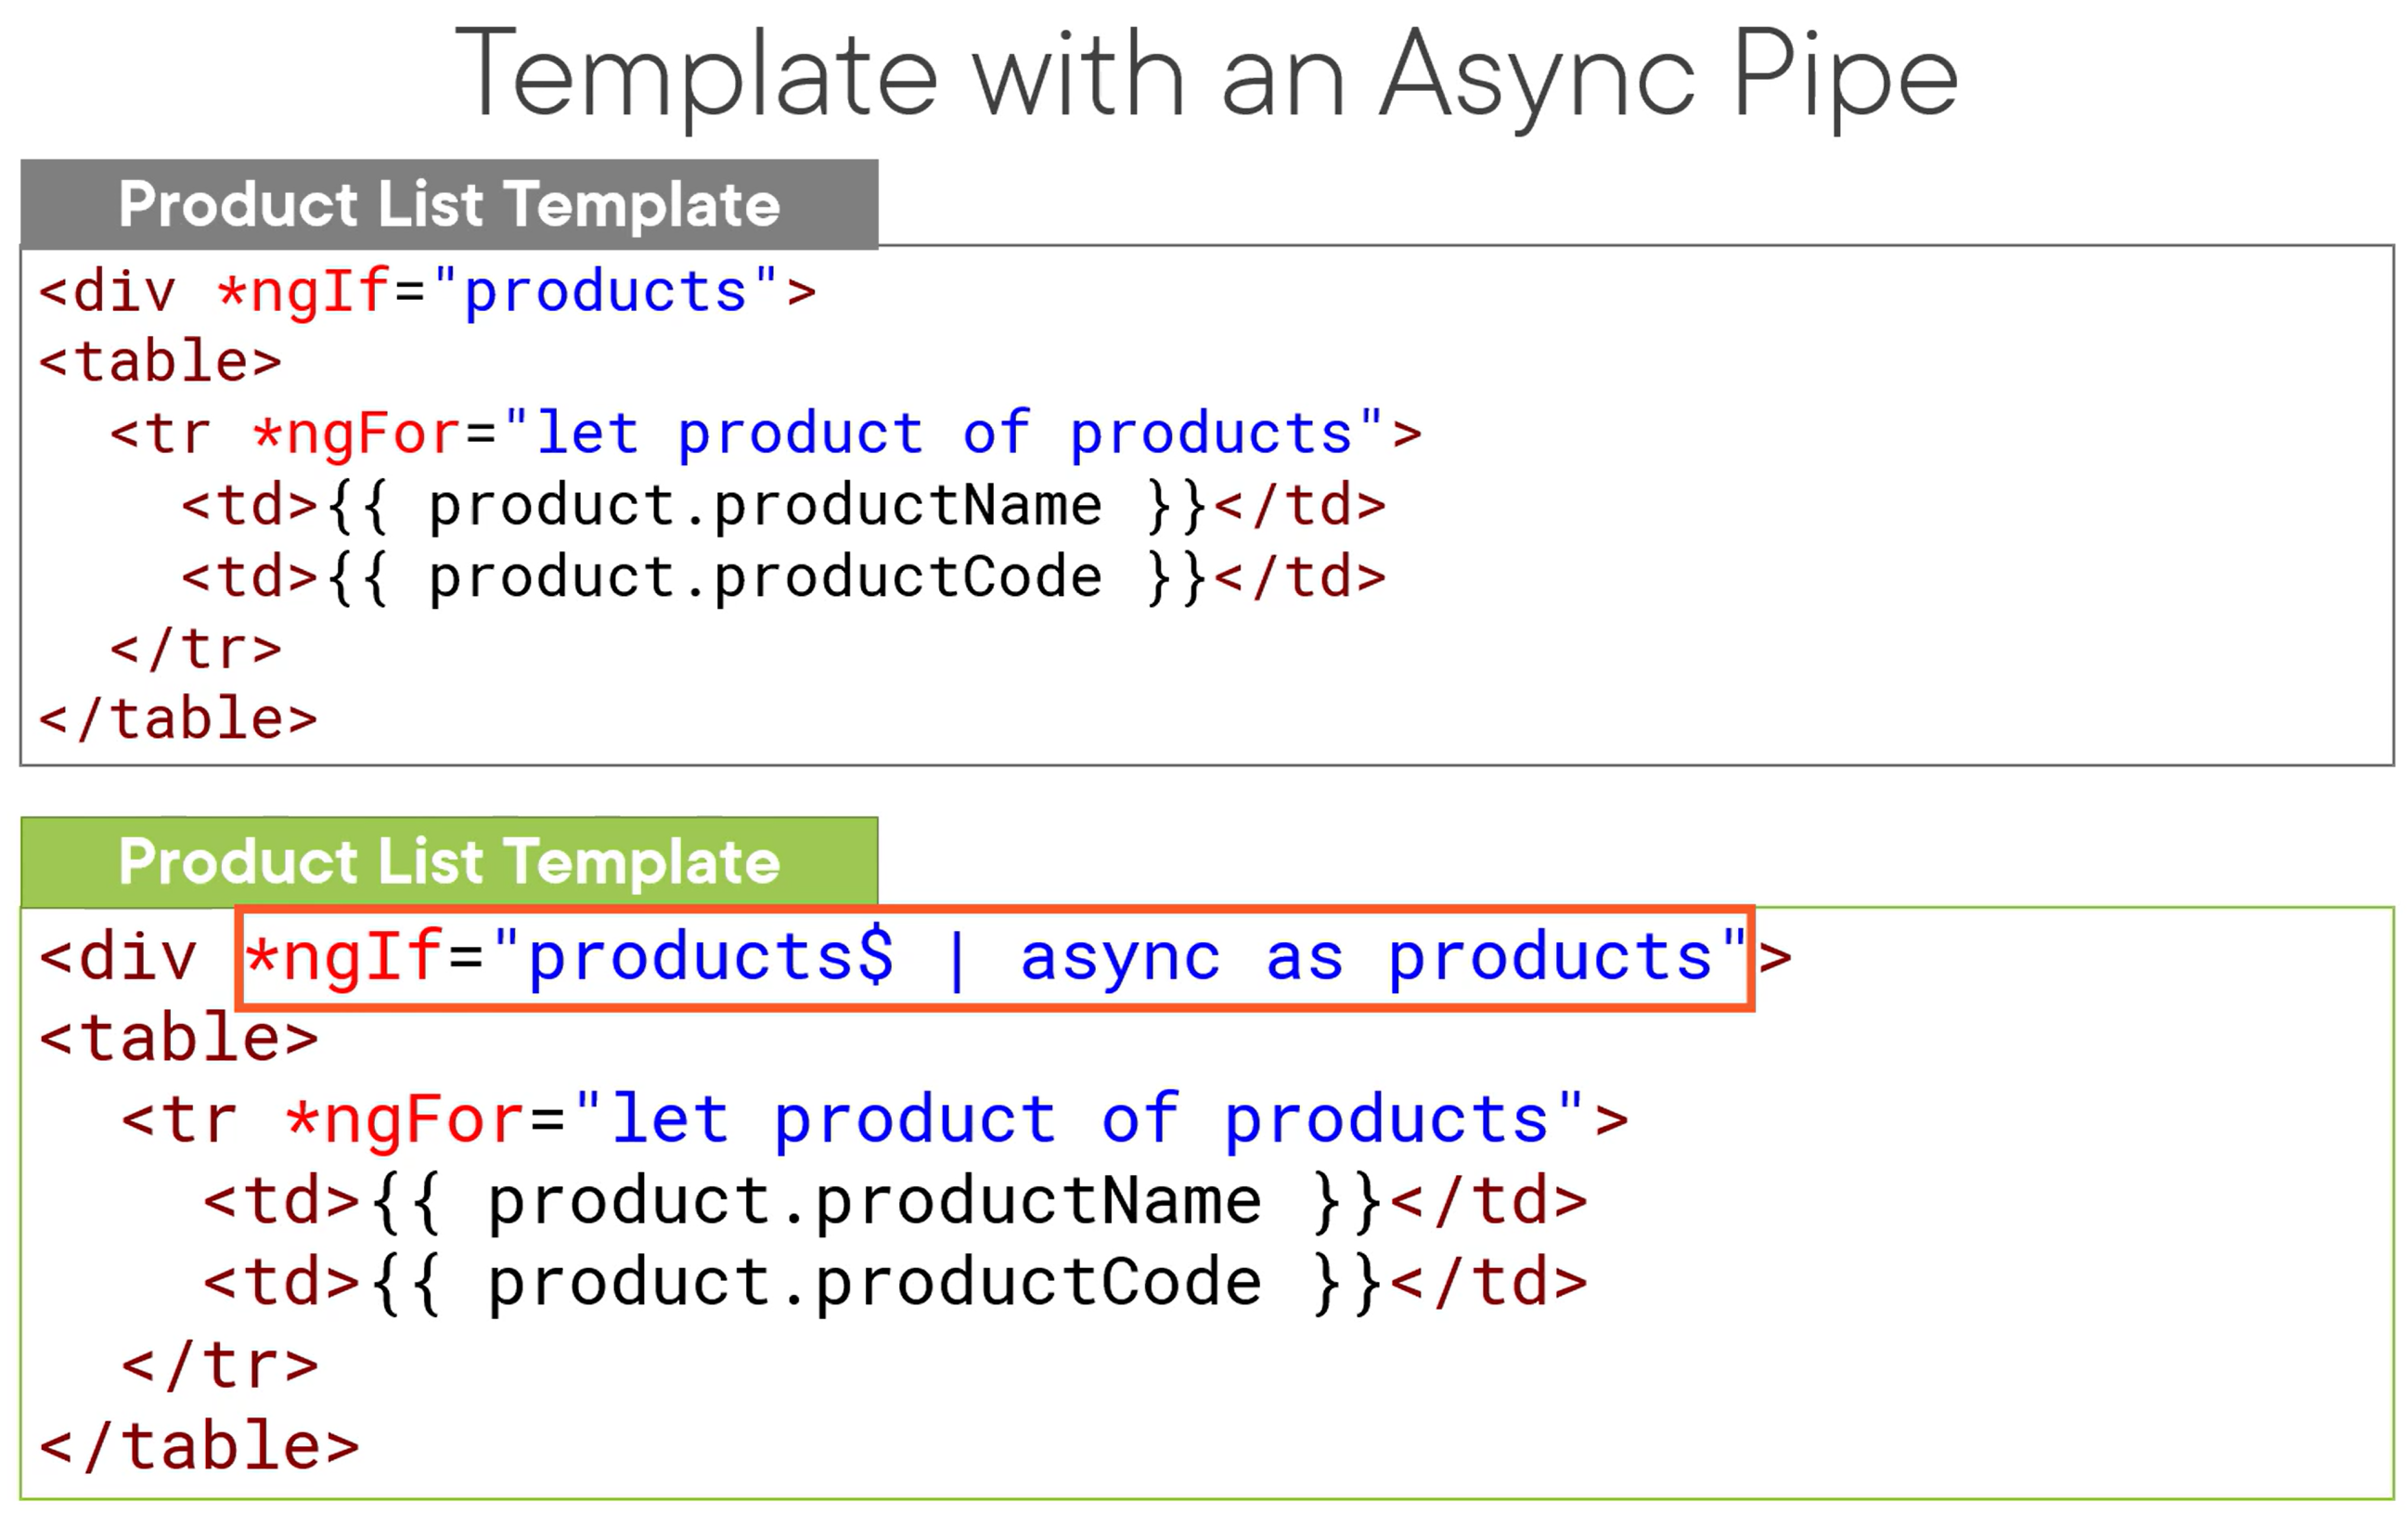 Template with an Async Pipe
Product List Template
<div *ngIf="products">
<table>
  <tr *ngFor="let product of products">
    <td>{{ product.productName }}</td>
    <td>{{ product.productCode }}</td>
  </tr>
</table>
Product List Template
<div *ngIf="products$ | async as products">
<table>
  <tr *ngFor="let product of products">
    <td>{{ product.productName }}</td>
    <td>{{ product.productCode }}</td>
  </tr>
</table>